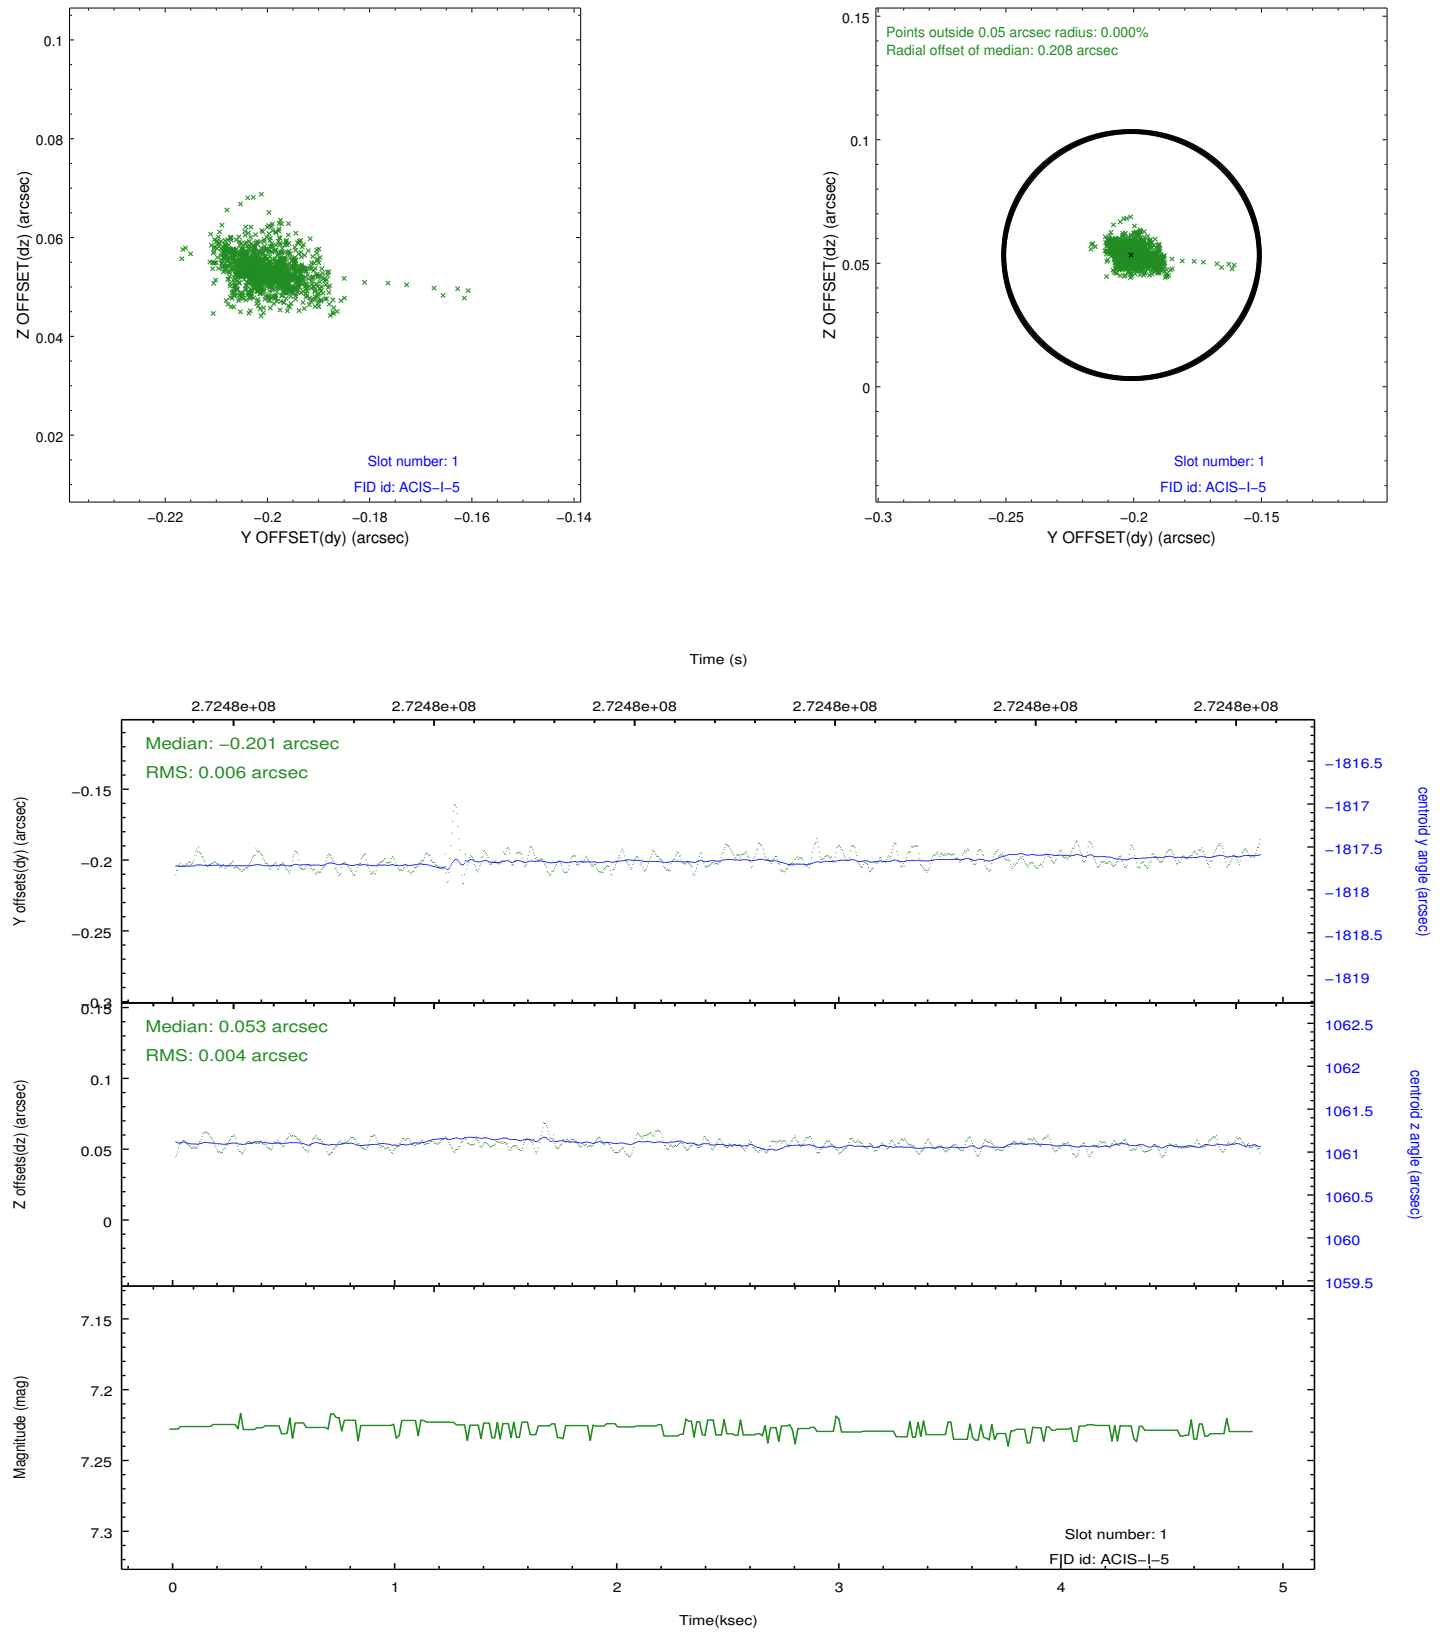 0.1
0.08
0.06
0.04
0.02
Z OFFSET(dz) (arcsec)
Slot number: 1
FID id: ACIS−I−5
−0.22
−0.2
−0.18
−0.16
−0.14
Y OFFSET(dy) (arcsec)
Points outside 0.05 arcsec radius: 0.000%
Radial offset of median: 0.208 arcsec
0.15
0.1
0.05
0
Z OFFSET(dz) (arcsec)
Slot number: 1
FID id: ACIS−I−5
−0.3
−0.25
−0.2
−0.15
Y OFFSET(dy) (arcsec)
Time (s)
2.7248e+08
2.7248e+08
2.7248e+08
2.7248e+08
2.7248e+08
2.7248e+08
Median: −0.201 arcsec
RMS: 0.006 arcsec
−0.15
−0.2
−0.25
−0.3
Y offsets(dy) (arcsec)
−1816.5
−1817
−1817.5
−1818
−1818.5
−1819
centroid y angle (arcsec)
Median: 0.053 arcsec
RMS: 0.004 arcsec
0.15
0.1
0.05
0
Z offsets(dz) (arcsec)
1062.5
1062
1061.5
1061
1060.5
1060
1059.5
centroid z angle (arcsec)
7.15
7.2
7.25
7.3
Magnitude (mag)
Slot number: 1
FID id: ACIS−I−5
0
1
2
3
4
5
Time(ksec)